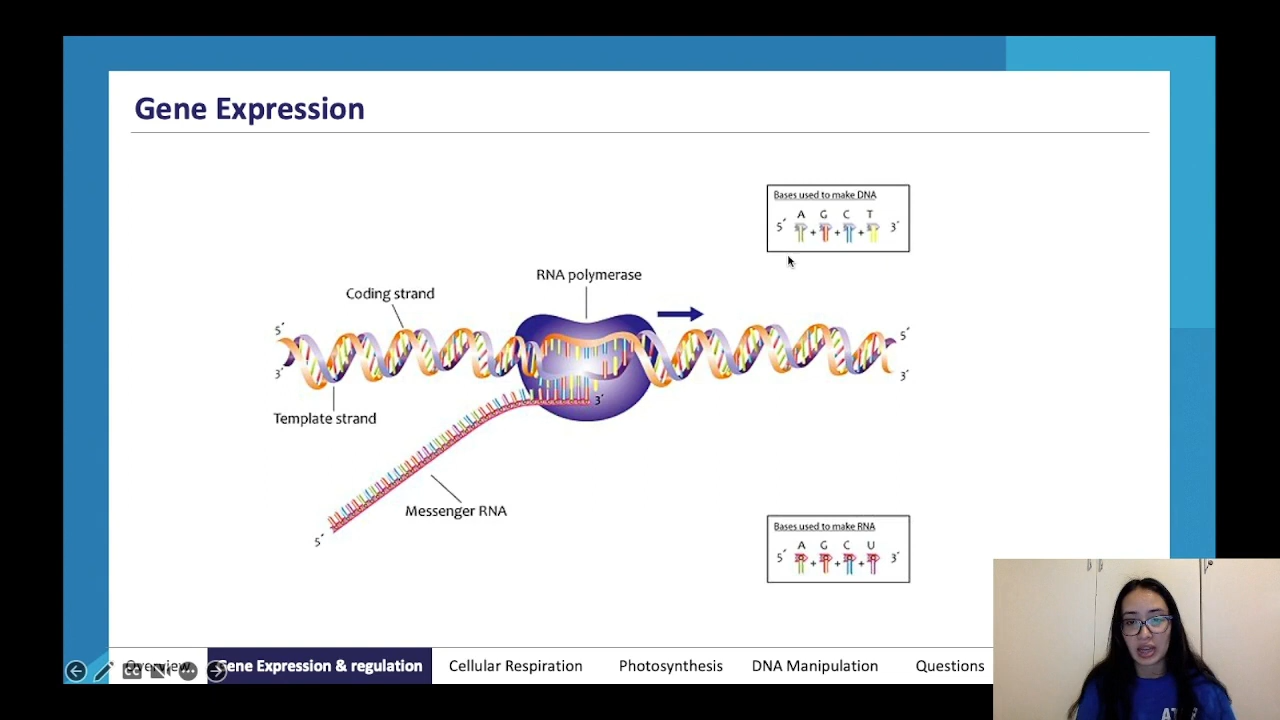 Gene Expression
Bases used to make DNA
A G C T
5´ + + + 3´
RNA polymerase
Coding strand
5´ 5´
3´ 3´
3´
Template strand
Messenger RNA
5´
Bases used to make RNA
A G C U
5´ + + + 3´
Overview Gene Expression & regulation Cellular Respiration Photosynthesis DNA Manipulation Questions
CC